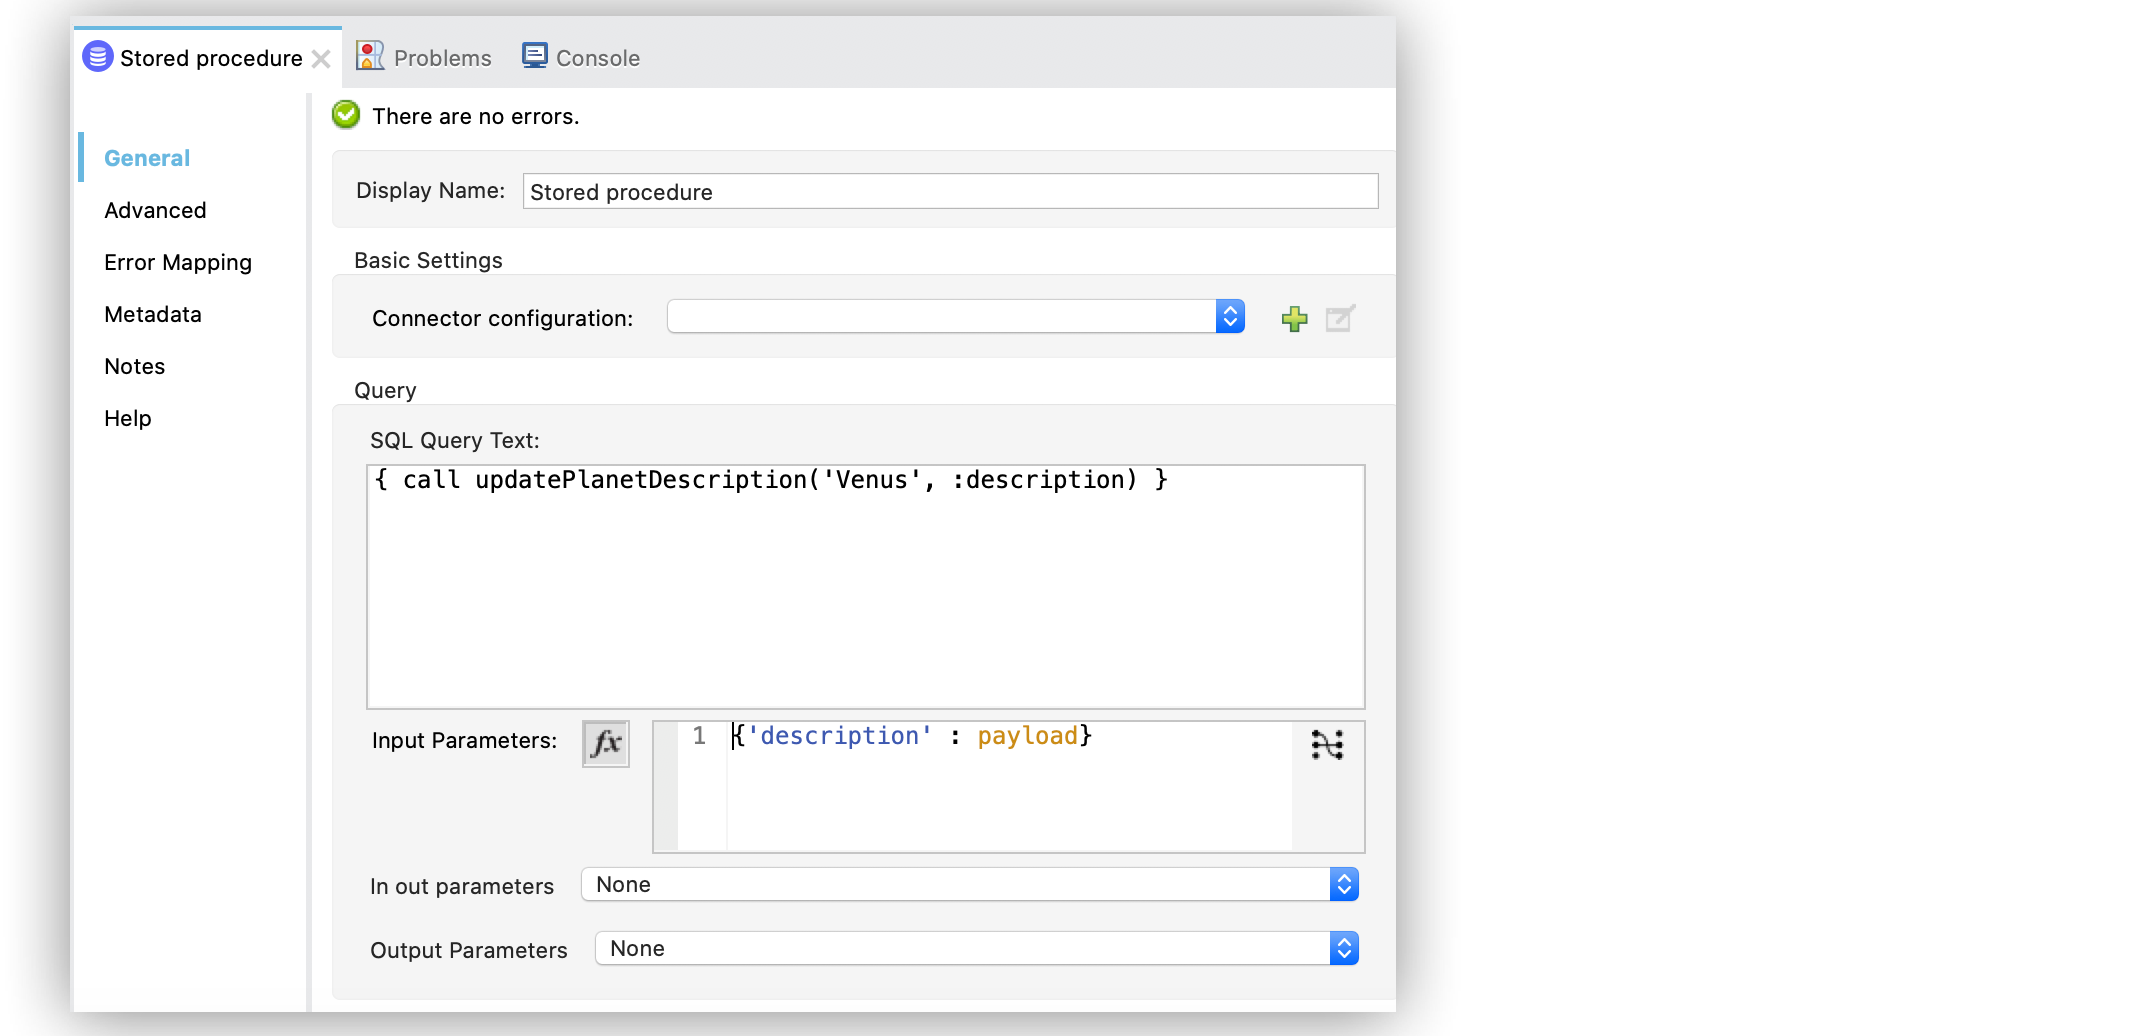 Stored procedure
Problems
Console
General
Advanced
Error Mapping
Metadata
Notes
Help
There are no errors.
Display Name: Stored procedure
Basic Settings
Connector configuration:
Query
SQL Query Text:
{ call updatePlanetDescription('Venus', :description) }
Input Parameters: fx 1 {'description' : payload}
In out parameters None
Output Parameters None